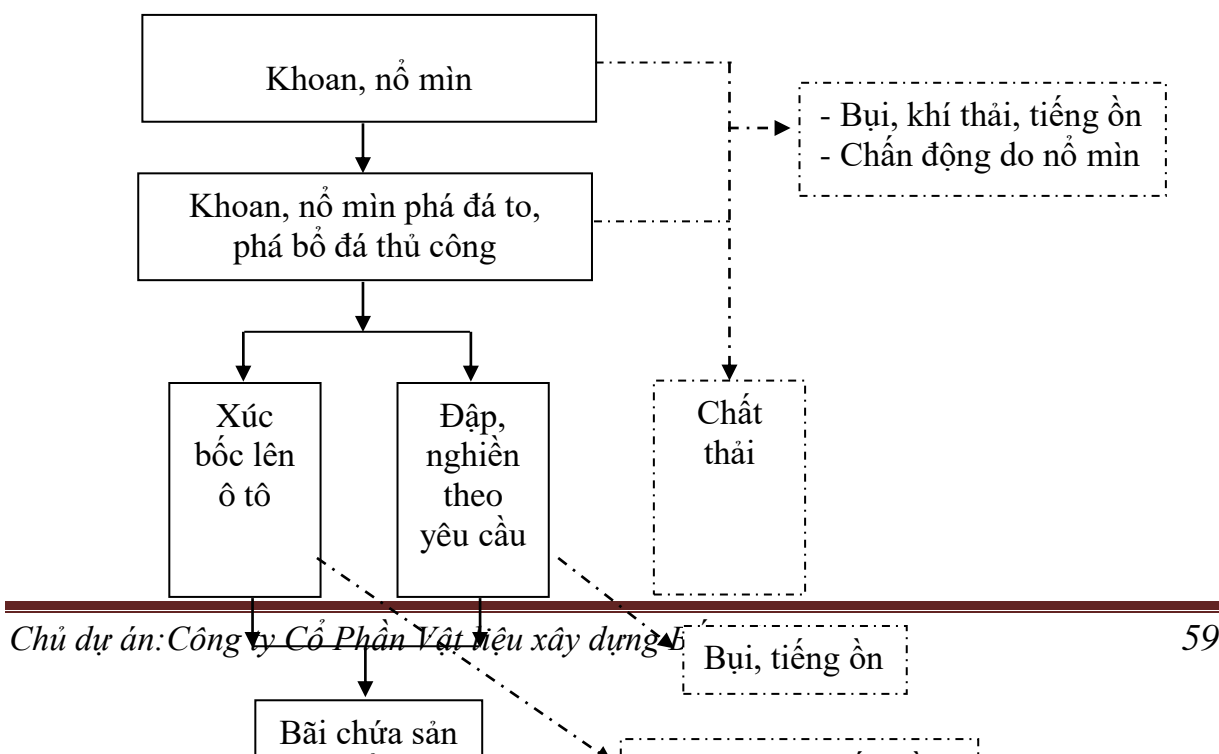 Khoan, nổ mìn
- Bụi, khí thải, tiếng ồn
- Chấn động do nổ mìn
Khoan, nổ mìn phá đá to,
phá bổ đá thủ công
Xúc
bốc lên
ô tô
Đập,
nghiền
theo
yêu cầu
Chất
thải
Chủ dự án:Công ty Cổ Phần Vật liệu xây dựng
59
Bụi, tiếng ồn
Bãi chứa sản